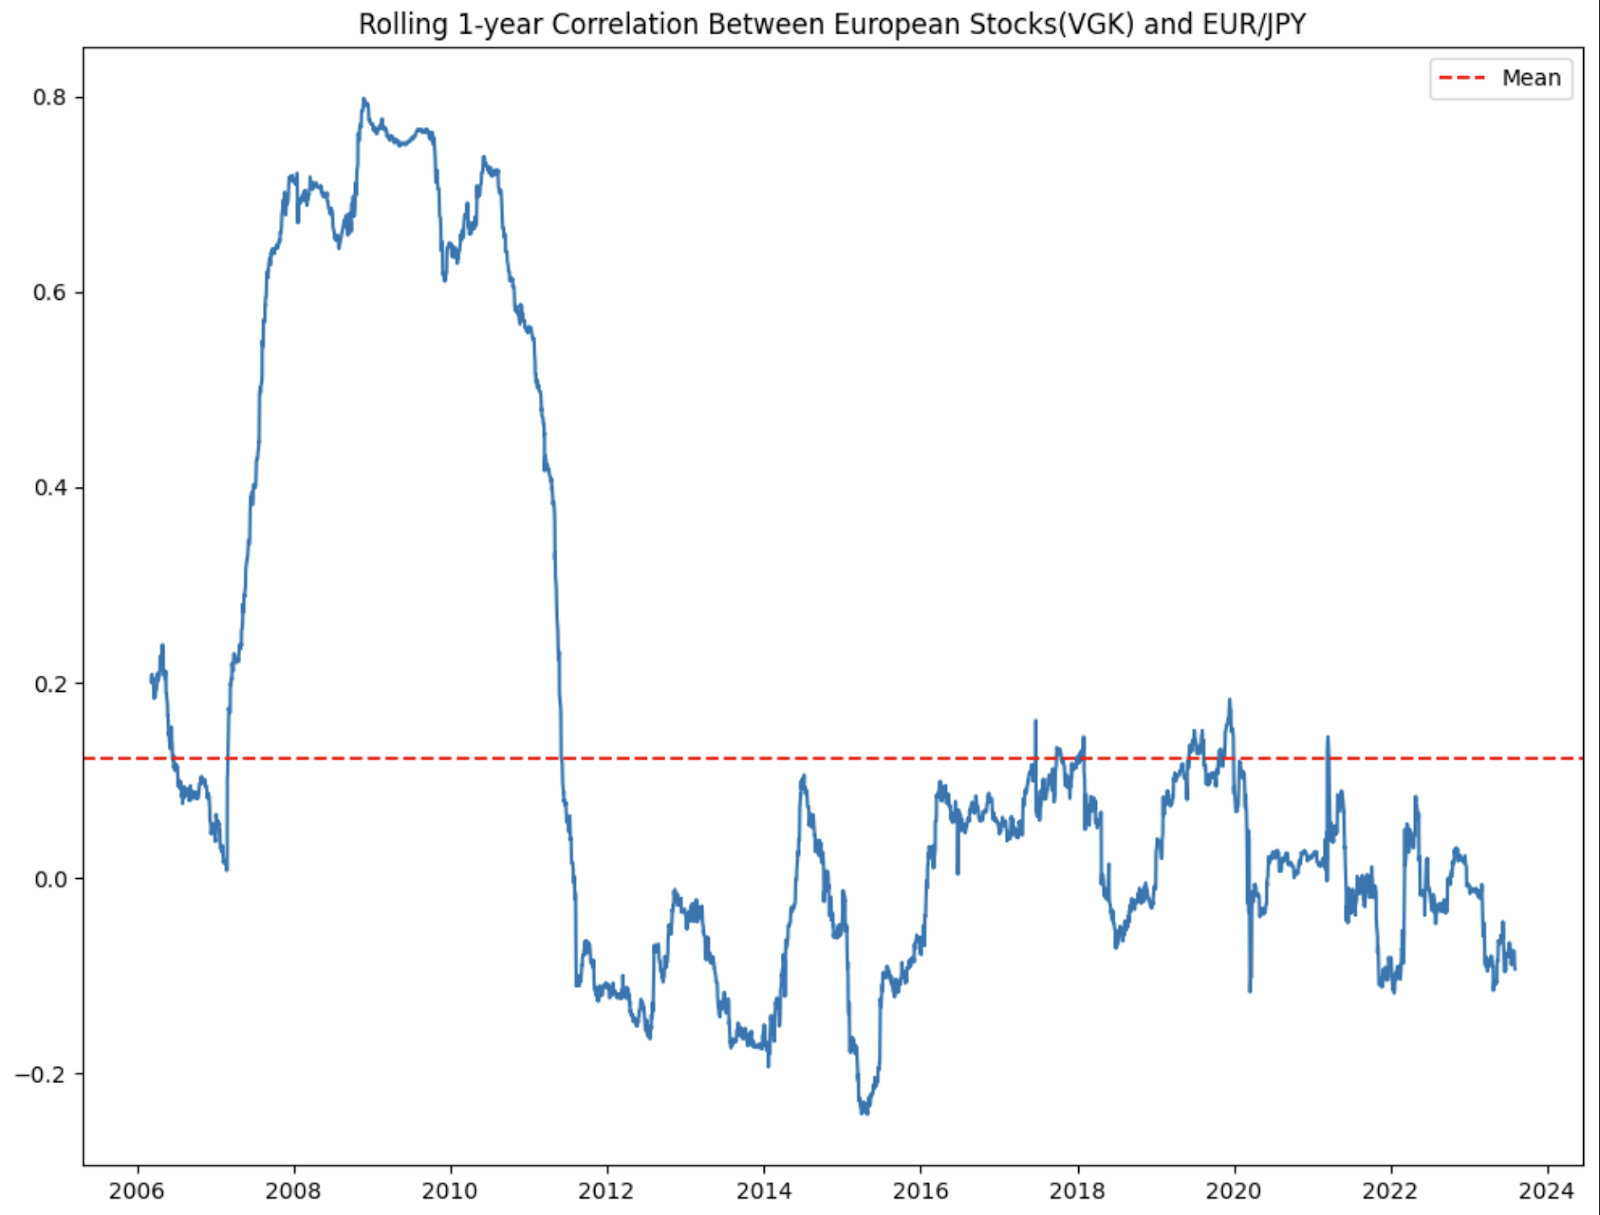 Rolling 1-year Correlation Between European Stocks(VGK) and EUR/JPY
Mean
0.8
0.6
0.4
0.2
0.0
−0.2
2006 2008 2010 2012 2014 2016 2018 2020 2022 2024